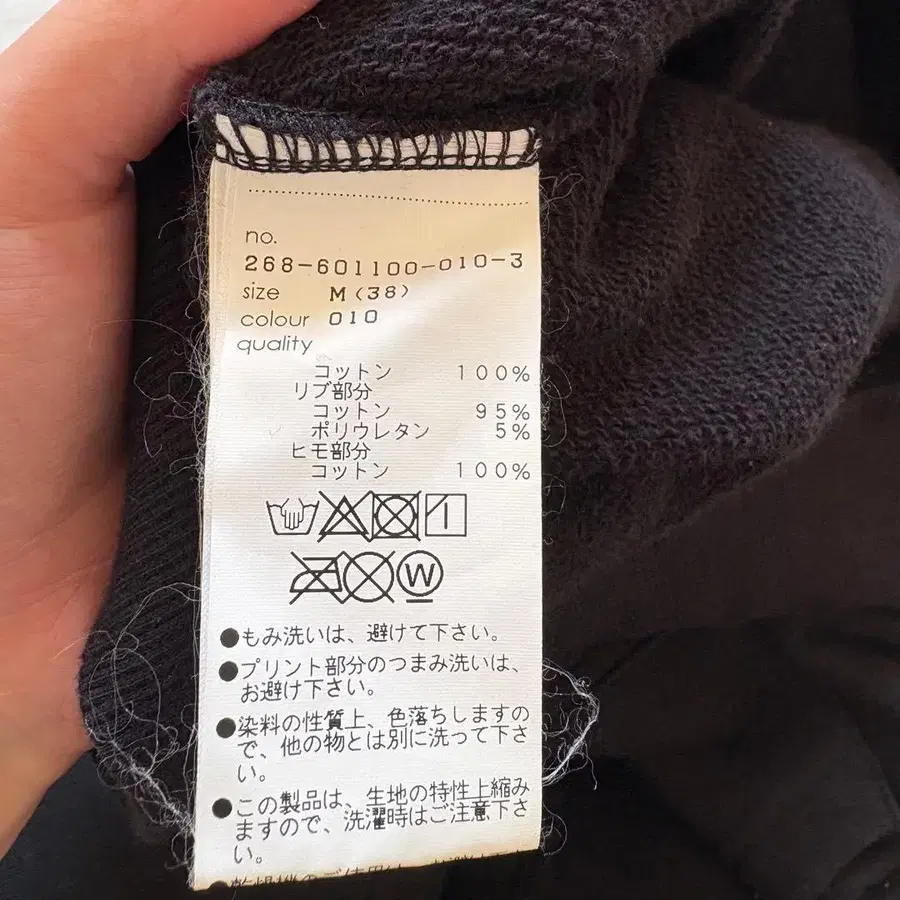 no.
268-601100-010-3
size M(38)
colour 010
quality
コットン 100%
リブ部分
コットン 95%
ポリウレタン 5%
ヒモ部分
コットン 100%
W
●もみ洗いは、避けて下さい。
●プリント部分のつまみ洗いは、
お避け下さい。
●染料の性質上、色落ちしますの
で、他の物とは別に洗って下さ
い。
●この製品は、生地の特性上縮み
ますので、洗濯時はご注意下さ
い。